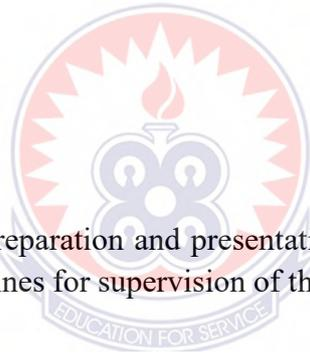 reparation and presentati
nes for supervision of th
EDUCATION FOR SERVICE